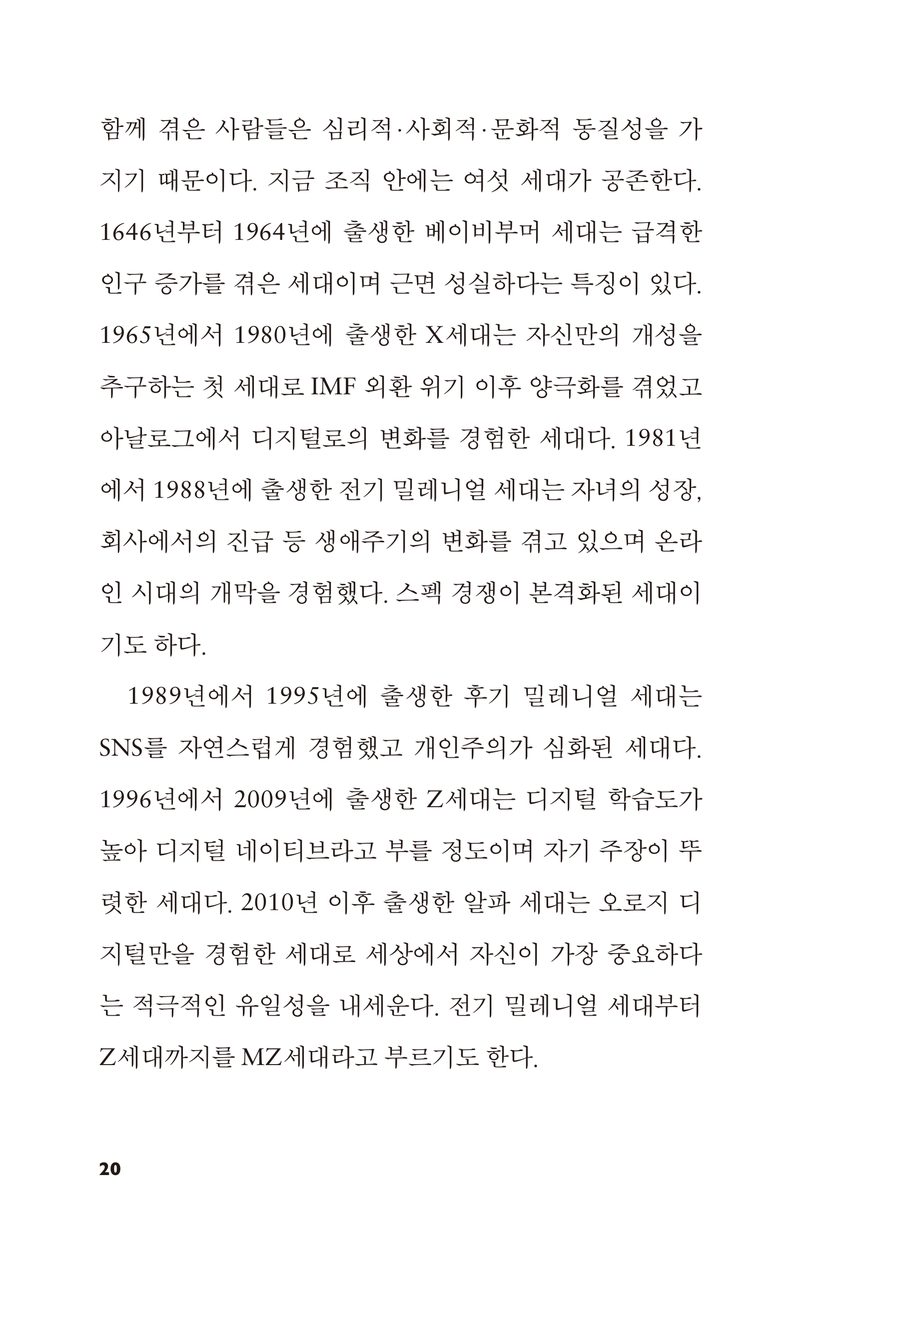 함께 겪은 사람들은 심리적·사회적·문화적 동질성을 가
지기 때문이다. 지금 조직 안에는 여섯 세대가 공존한다.
1646년부터 1964년에 출생한 베이비부머 세대는 급격한
인구 증가를 겪은 세대이며 근면 성실하다는 특징이 있다.
1965년에서 1980년에 출생한 X세대는 자신만의 개성을
추구하는 첫 세대로 IMF 외환 위기 이후 양극화를 겪었고
아날로그에서 디지털로의 변화를 경험한 세대다. 1981년
에서 1988년에 출생한 전기 밀레니얼 세대는 자녀의 성장,
회사에서의 진급 등 생애주기의 변화를 겪고 있으며 온라
인 시대의 개막을 경험했다. 스펙 경쟁이 본격화된 세대이
기도 하다.
1989년에서 1995년에 출생한 후기 밀레니얼 세대는
SNS를 자연스럽게 경험했고 개인주의가 심화된 세대다.
1996년에서 2009년에 출생한 Z세대는 디지털 학습도가
높아 디지털 네이티브라고 부를 정도이며 자기 주장이 뚜
렷한 세대다. 2010년 이후 출생한 알파 세대는 오로지 디
지털만을 경험한 세대로 세상에서 자신이 가장 중요하다
는 적극적인 유일성을 내세운다. 전기 밀레니얼 세대부터
Z세대까지를 MZ세대라고 부르기도 한다.
20